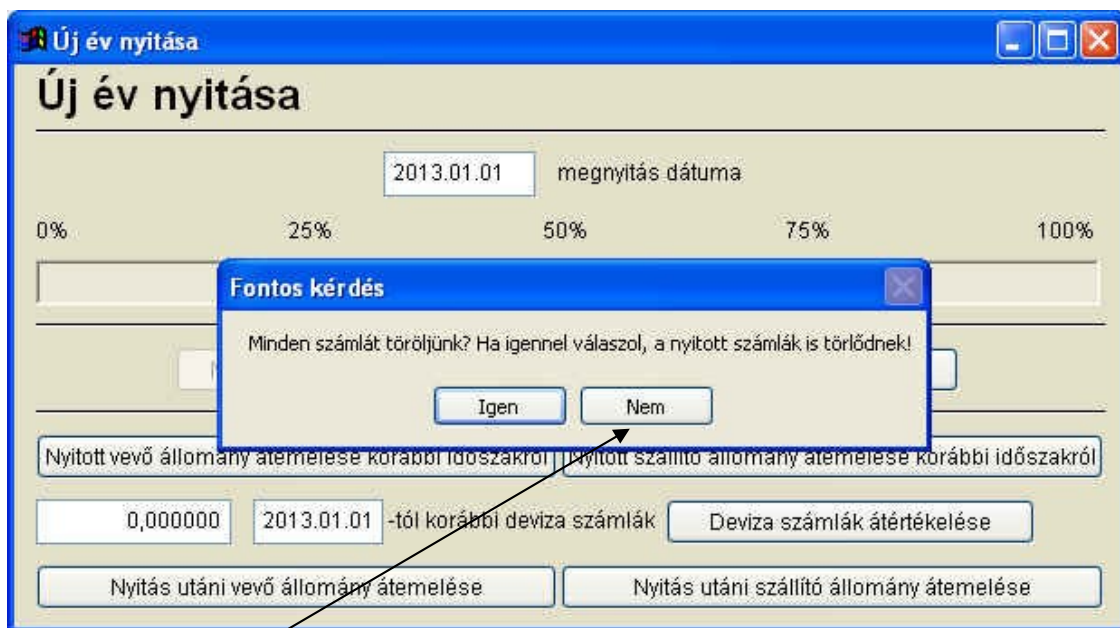 Új év nyitása
Új év nyitása
2013.01.01 megnyitás dátuma
0% 25% 50% 75% 100%
Fontos kérdés
Minden számlát töröljünk? Ha igennel válaszol, a nyitott számlák is törlődnek!
Igen Nem
Nyitott vevő állomány átemelése korábbi időszakról Nyitott szállító állomány átemelése korábbi időszakról
0,000000 2013.01.01 -tól korábbi deviza számlák Deviza számlák átértékelése
Nyitás utáni vevő állomány átemelése Nyitás utáni szállító állomány átemelése